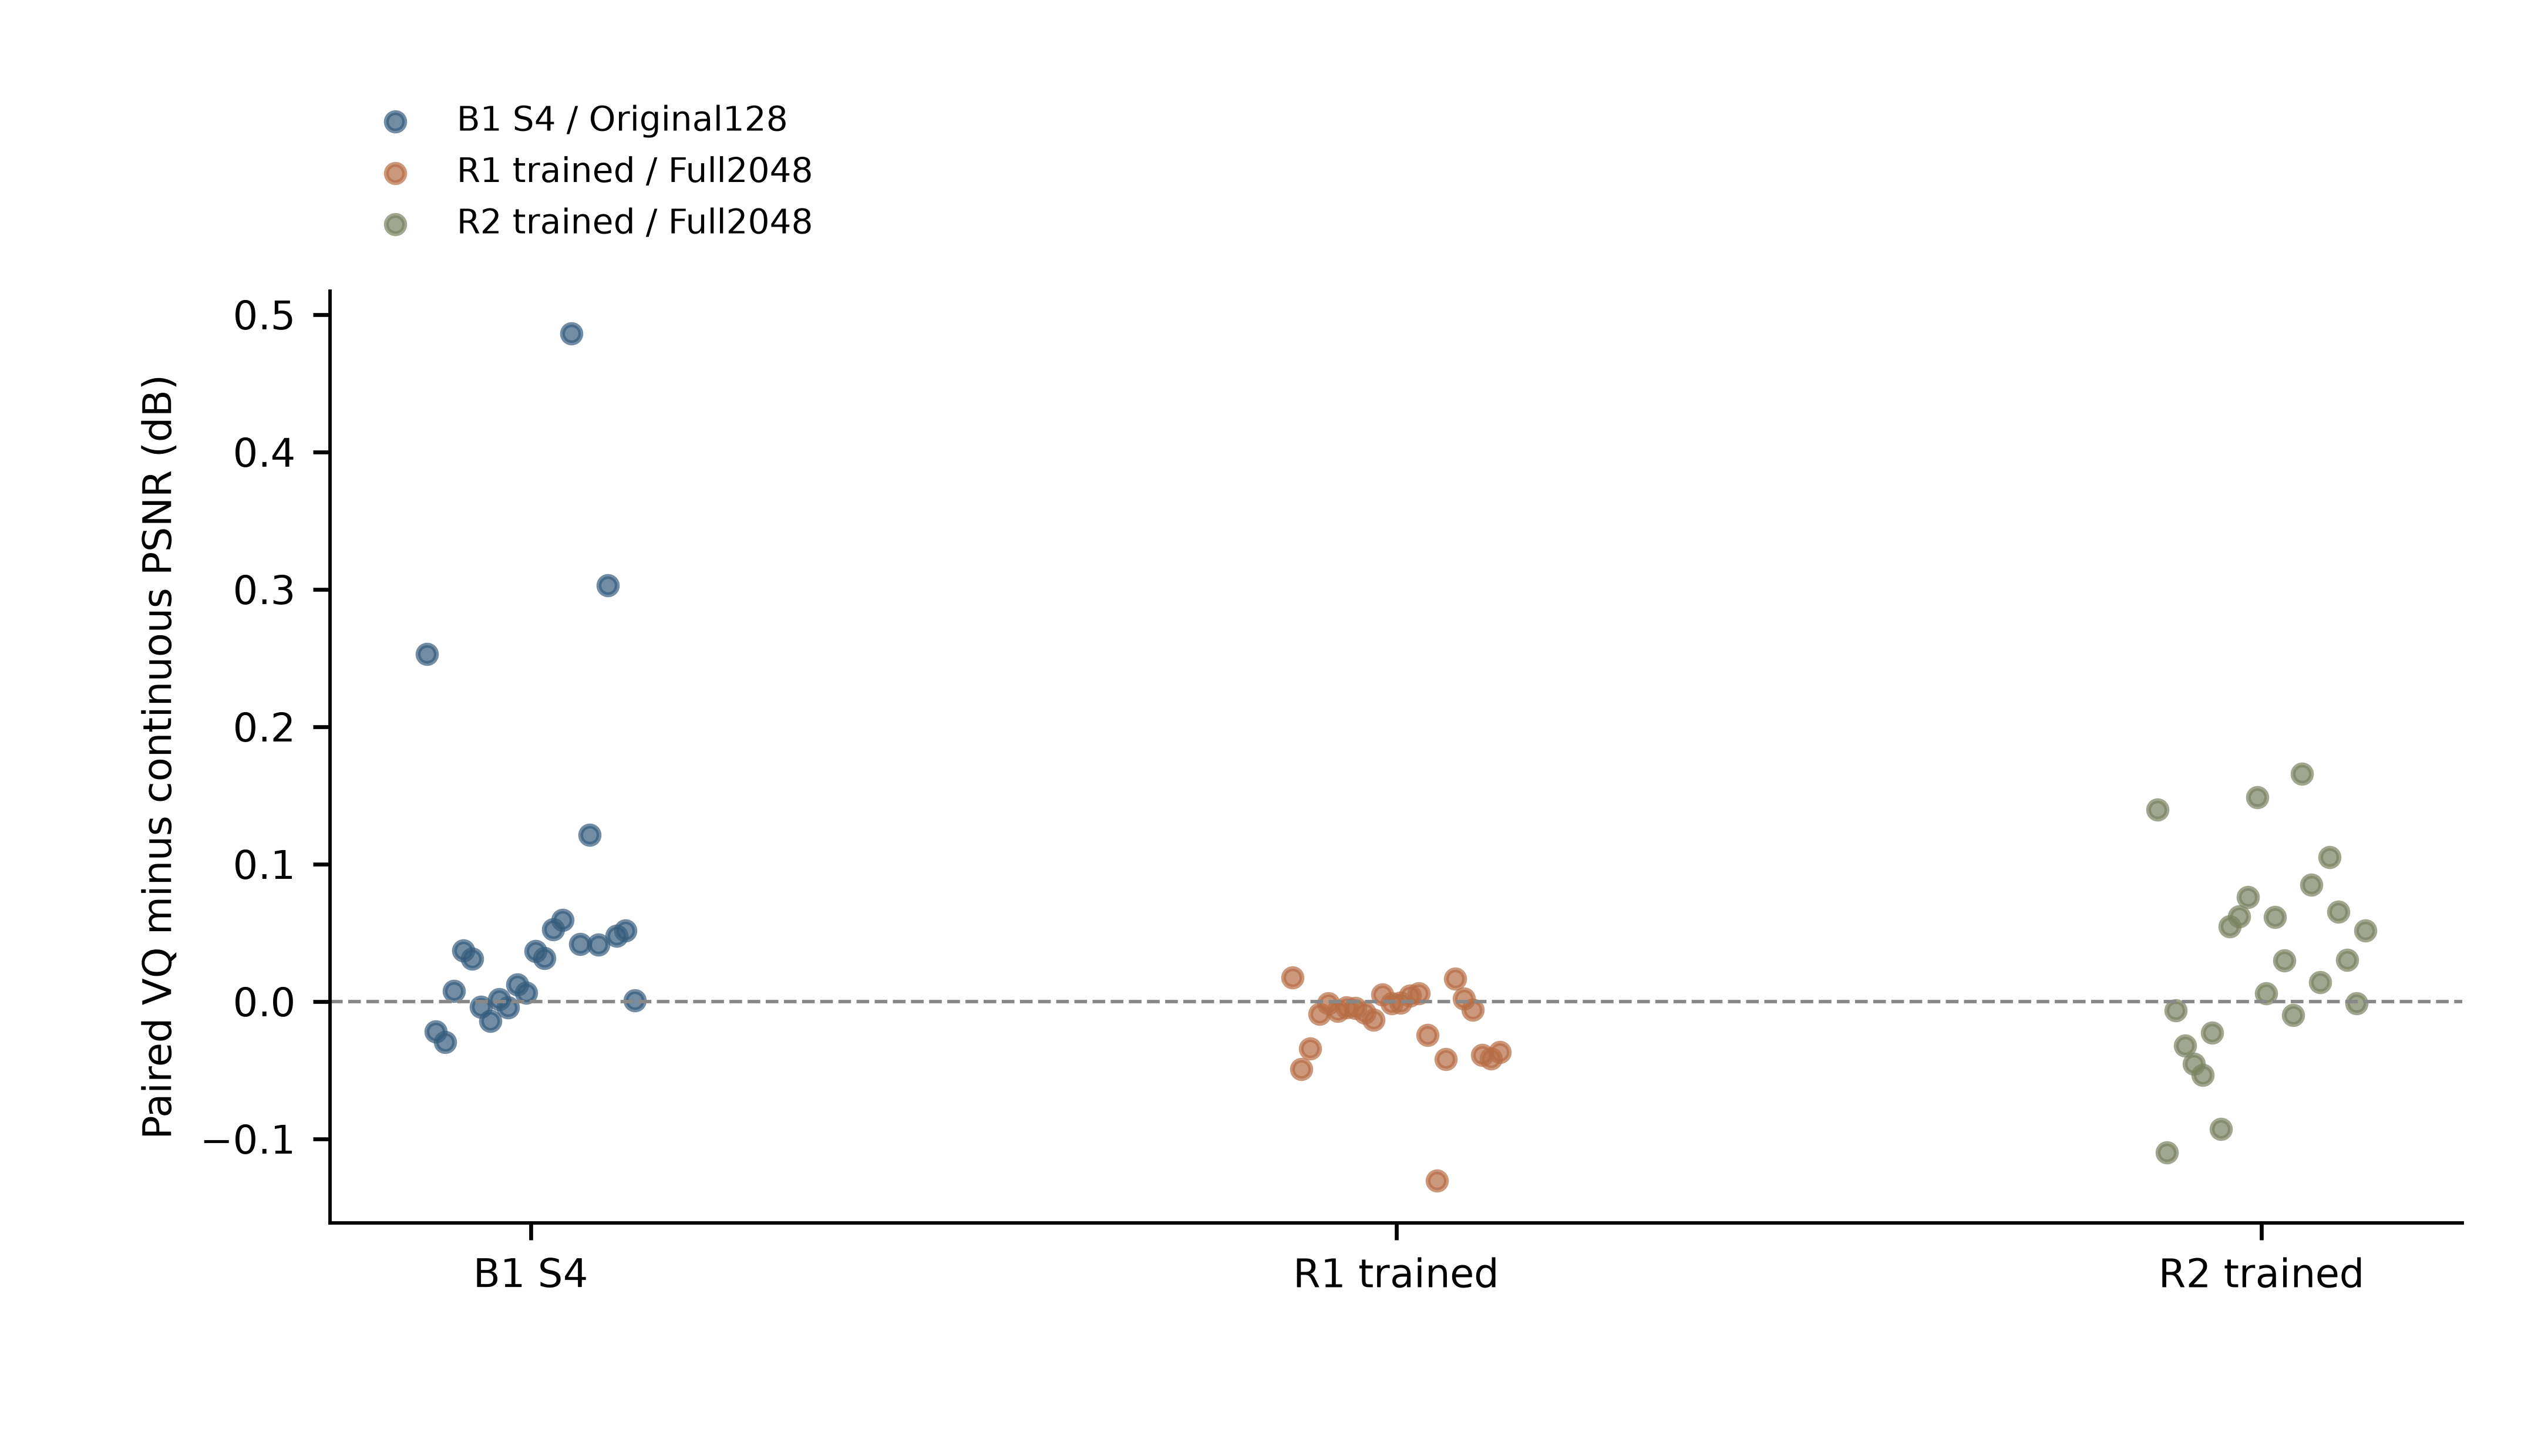 B1 S4 / Original128
R1 trained / Full2048
R2 trained / Full2048
Paired VQ minus continuous PSNR (dB)
0.5
0.4
0.3
0.2
0.1
0.0
−0.1
B1 S4
R1 trained
R2 trained